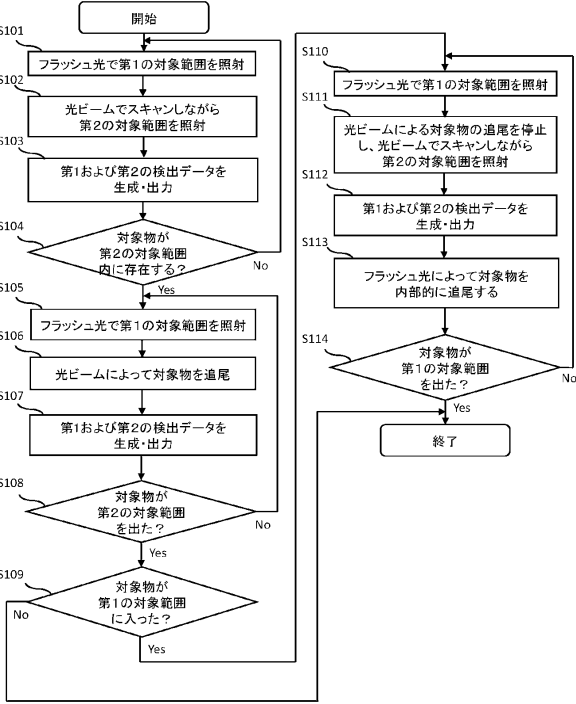 開始
S101
フラッシュ光で第1の対象範囲を照射
S102
光ビームでスキャンしながら
第2の対象範囲を照射
S103
第1および第2の検出データを
生成・出力
S104
対象物が
第2の対象範囲
内に存在する？
No
Yes
S105
フラッシュ光で第1の対象範囲を照射
S106
光ビームによって対象物を追尾
S107
第1および第2の検出データを
生成・出力
S108
対象物が
第2の対象範囲
を出た？
No
Yes
S109
対象物が
第1の対象範囲
に入った？
No
Yes
S110
フラッシュ光で第1の対象範囲を照射
S111
光ビームによる対象物の追尾を停止
し、光ビームでスキャンしながら
第2の対象範囲を照射
S112
第1および第2の検出データを
生成・出力
S113
フラッシュ光によって対象物を
内部的に追尾する
S114
対象物が
第1の対象範囲
を出た？
No
Yes
終了